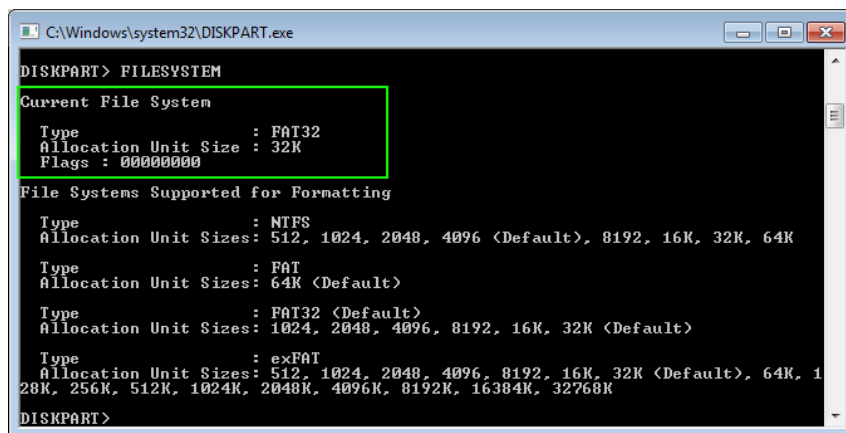 C:\Windows\system32\DISKPART.exe
DISKPART> FILESYSTEM
Current File System
Type : FAT32
Allocation Unit Size : 32K
Flags : 00000000
File Systems Supported for Formatting
Type : NTFS
Allocation Unit Sizes: 512, 1024, 2048, 4096 (Default), 8192, 16K, 32K, 64K
Type : FAT
Allocation Unit Sizes: 64K (Default)
Type : FAT32 (Default)
Allocation Unit Sizes: 1024, 2048, 4096, 8192, 16K, 32K (Default)
Type : exFAT
Allocation Unit Sizes: 512, 1024, 2048, 4096, 8192, 16K, 32K (Default), 64K, 1
28K, 256K, 512K, 1024K, 2048K, 4096K, 8192K, 16384K, 32768K
DISKPART>